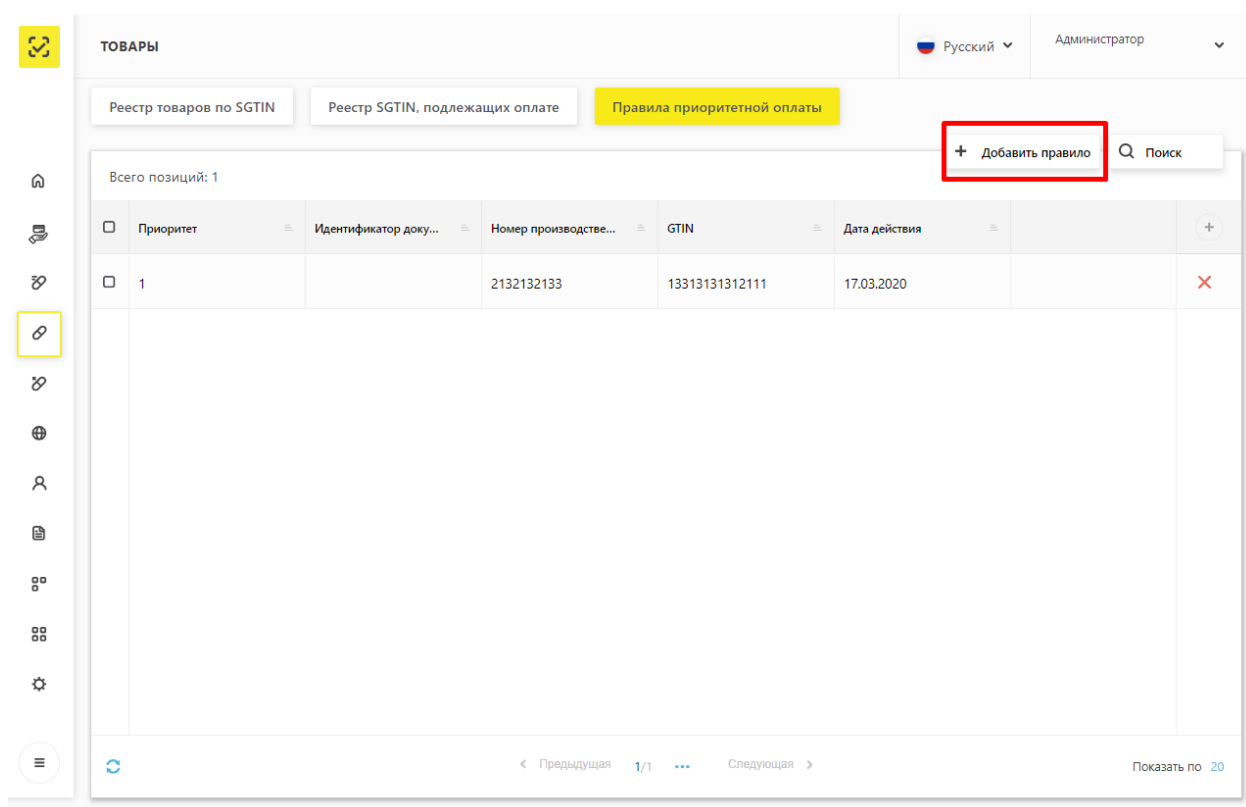 ТОВАРЫ
Русский
Администратор
Реестр товаров по SGTIN
Реестр SGTIN, подлежащих оплате
Правила приоритетной оплаты
+ Добавить правило
Поиск
Всего позиций: 1
Приоритет
Идентификатор доку...
Номер производстве...
GTIN
Дата действия
1
2132132133
13313131312111
17.03.2020
Предыдущая
1/1
...
Следующая
Показать по 20